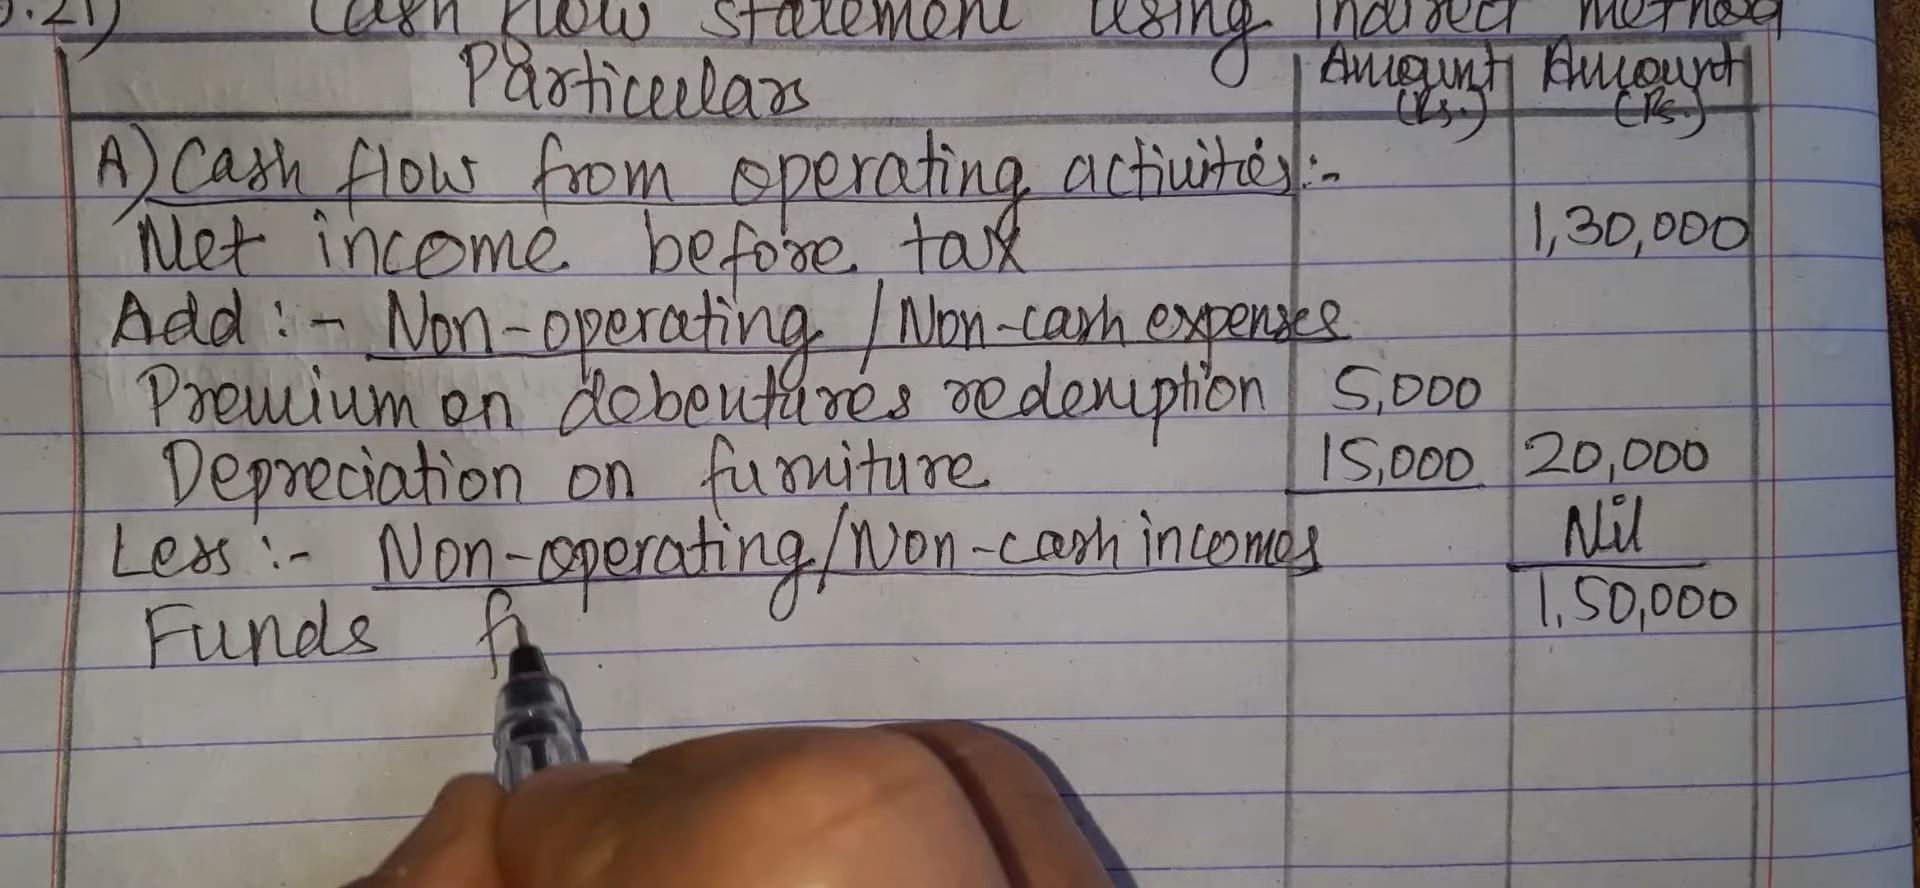 Cash flow statement using indirect method
Particulars Amount (Rs.) Amount (Rs.)
A) Cash flow from operating activities:-
Net income before tax 1,30,000
Add :- Non-operating / Non-cash expenses
Premium on debentures redemption 5,000
Depreciation on furniture 15,000 20,000
Less :- Non-operating/Non-cash incomes Nil
Funds 1,50,000